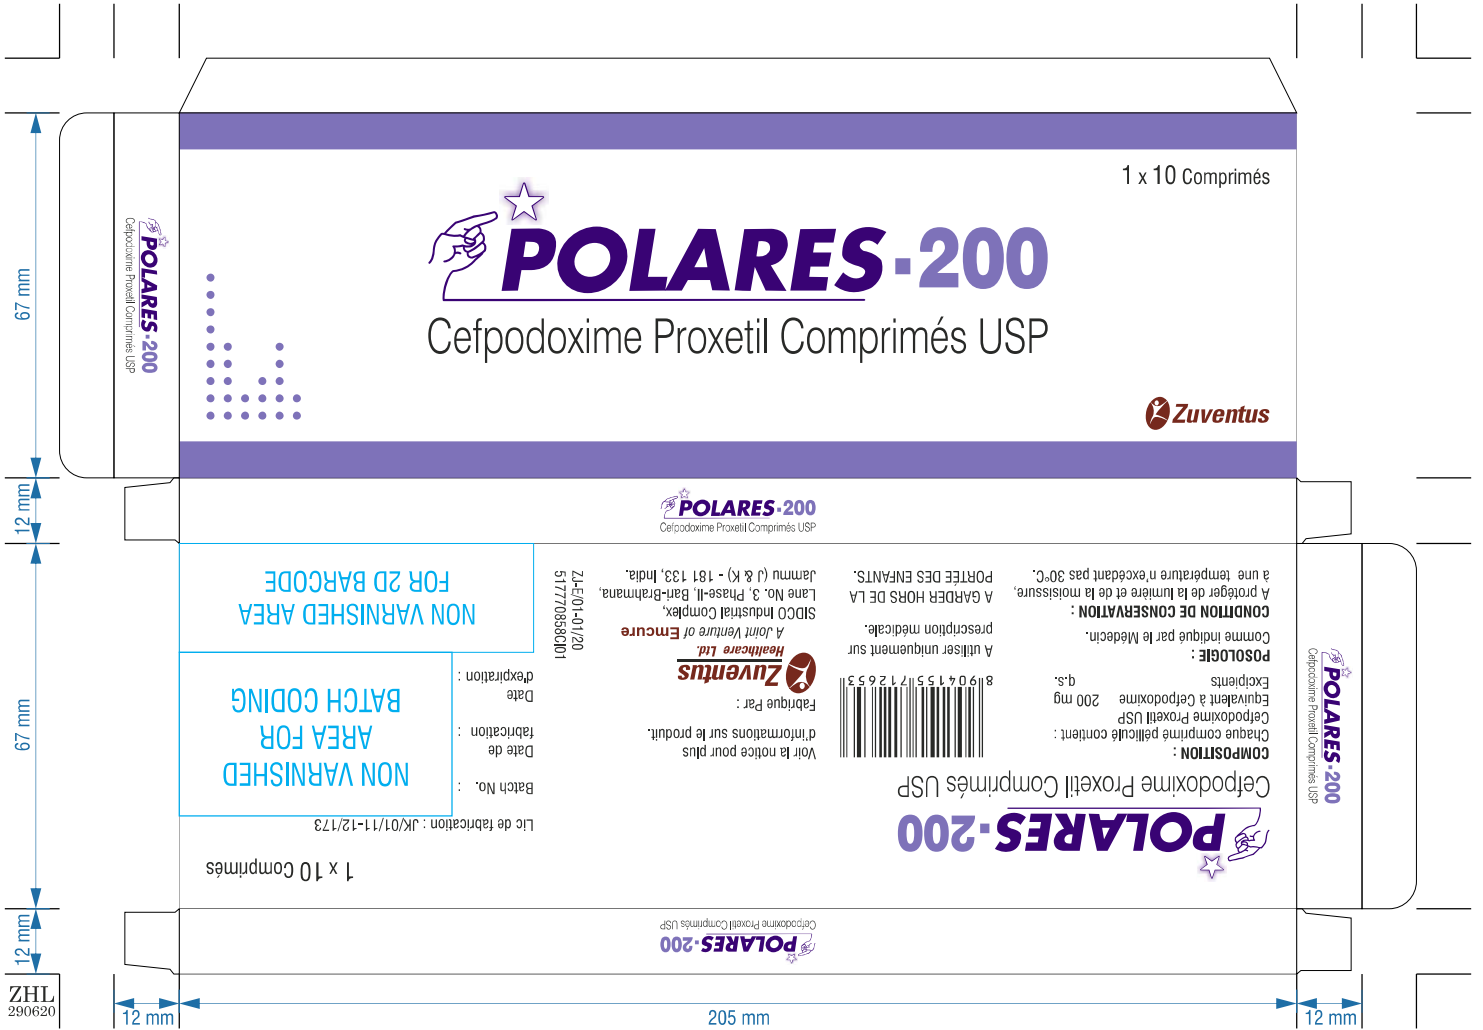 1 x 10 Comprimés
POLARES-200
Cefpodoxime Proxetil Comprimés USP
Zuventus
POLARES-200
Cefpodoxime Proxetil Comprimés USP
67 mm
12 mm
POLARES-200
Cefpodoxime Proxetil Comprimés USP
67 mm
POLARES-200
Cefpodoxime Proxetil Comprimés USP
COMPOSITION :
Chaque comprimé pélliculé contient :
Cefpodoxime Proxetil USP
Equivalent à Cefpodoxime 200 mg
Excipients q.s.
POSOLOGIE :
Comme indiqué par le Médecin.
CONDITION DE CONSERVATION :
A protéger de la lumière et de la moissisure,
à une température n'excédant pas 30°C.
8 904155 712653
A utiliser uniquement sur
prescription médicale.
A GARDER HORS DE LA
PORTÉE DES ENFANTS.
Voir la notice pour plus
d'informations sur le produit.
Fabrique Par :
Zuventus
Healthcare Ltd.
A Joint Venture of Emcure
SIDCO Industrial Complex,
Lane No. 3, Phase-II, Bari-Brahmana,
Jammu (J & K) - 181 133, India.
1 x 10 Comprimés
Lic de fabrication : JK/01/11-12/173
Batch No. :
Date de
fabrication :
Date
d'expiration :
NON VARNISHED
AREA FOR
BATCH CODING
NON VARNISHED AREA
FOR 2D BARCODE
517770858CI01
ZJ-E/01-01/20
POLARES-200
Cefpodoxime Proxetil Comprimés USP
12 mm
POLARES-200
Cefpodoxime Proxetil Comprimés USP
ZHL
290620
12 mm
205 mm
12 mm